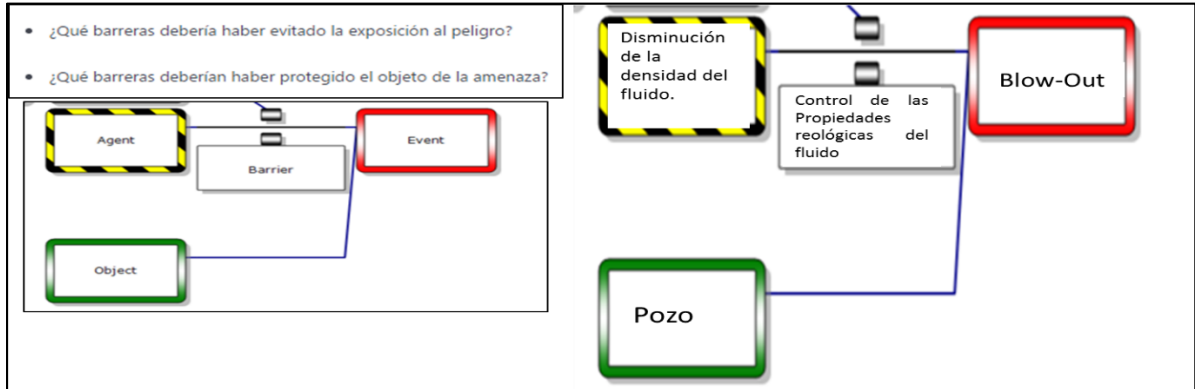 • ¿Qué barreras debería haber evitado la exposición al peligro?
• ¿Qué barreras deberían haber protegido el objeto de la amenaza?
Agent
Event
Barrier
Object
Disminución
de la
densidad del
fluido.
Blow-Out
Control de las
Propiedades
reológicas del
fluido
Pozo